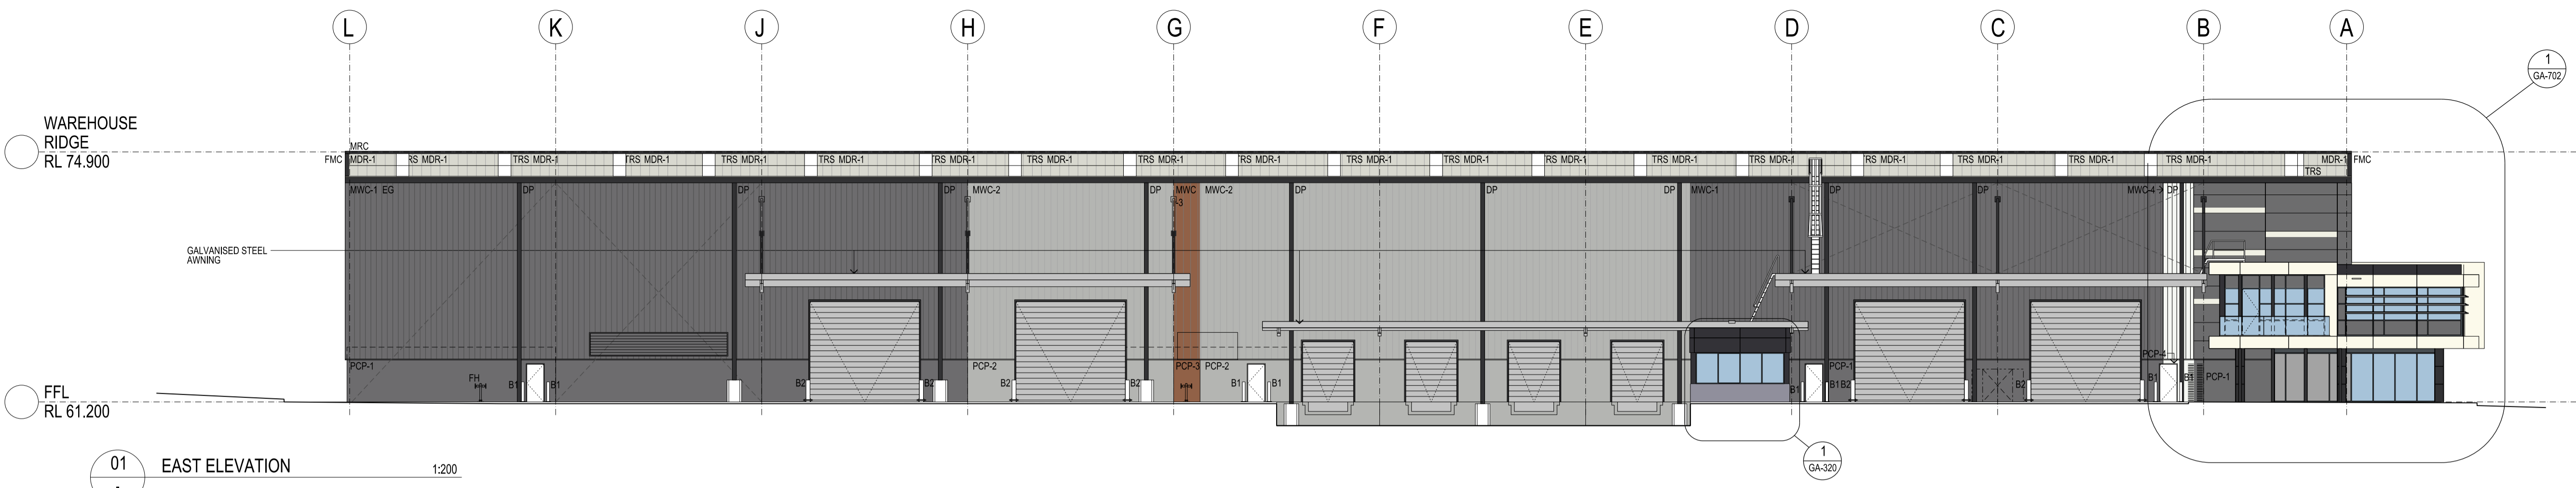 L K J H G F E D C B A
1
GA-702
WAREHOUSE
RIDGE
RL 74.900
MRC
FMC MDR-1 RS MDR-1 TRS MDR-1 TRS MDR-1 TRS MDR-1 TRS MDR-1 TRS MDR-1 TRS MDR-1 TRS MDR-1 RS MDR-1 TRS MDR-1 TRS MDR-1 RS MDR-1 TRS MDR-1 TRS MDR-1 RS MDR-1 TRS MDR-1 TRS MDR-1 TRS MDR-1 MDR-1 FMC
TRS
MWC-1 EG DP DP DP MWC-2 DP MWC MWC-2 DP DP DP MWC-1 DP DP MWC-4 DP
-3
GALVANISED STEEL
AWNING
PCP-4
PCP-1 PCP-2 PCP-3 PCP-2 PCP-1
FH B1 B1 B2 B2 B2 B2 B1 B1 B1 B1 B2 B2 B1 PCP-1
FFL
RL 61.200
01 EAST ELEVATION 1:200
1
GA-320